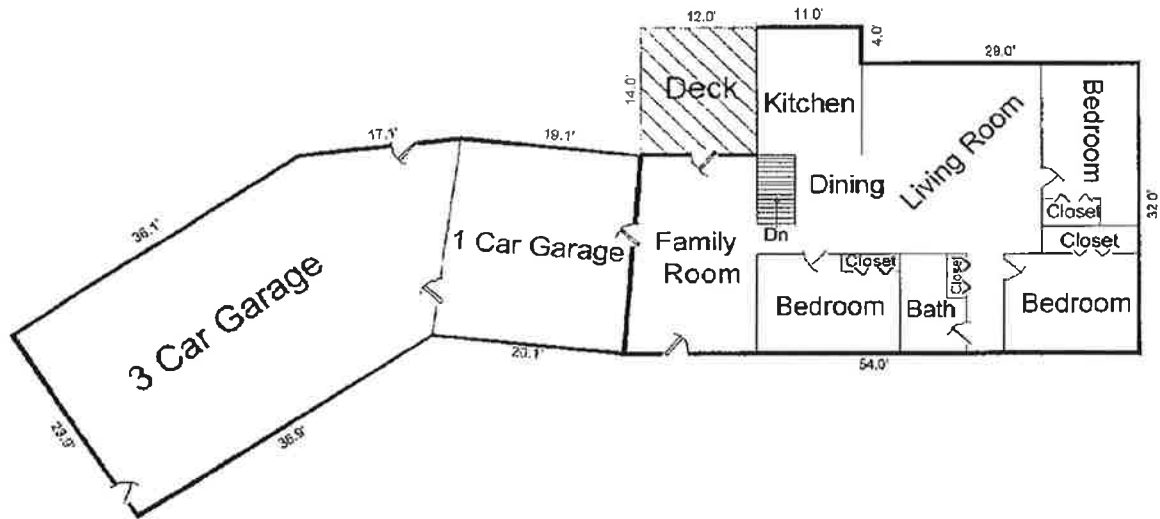 12.0'
11.0'
4.0'
29.0'
14.0'
Deck
Kitchen
Bedroom
17.1'
19.1'
Living Room
Dining
32.0'
36.1'
Closet
1 Car Garage
Family
Room
Dn
Closet
Closet
Closet
3 Car Garage
Bedroom
Bath
Bedroom
20.1'
54.0'
23.9'
36.9'